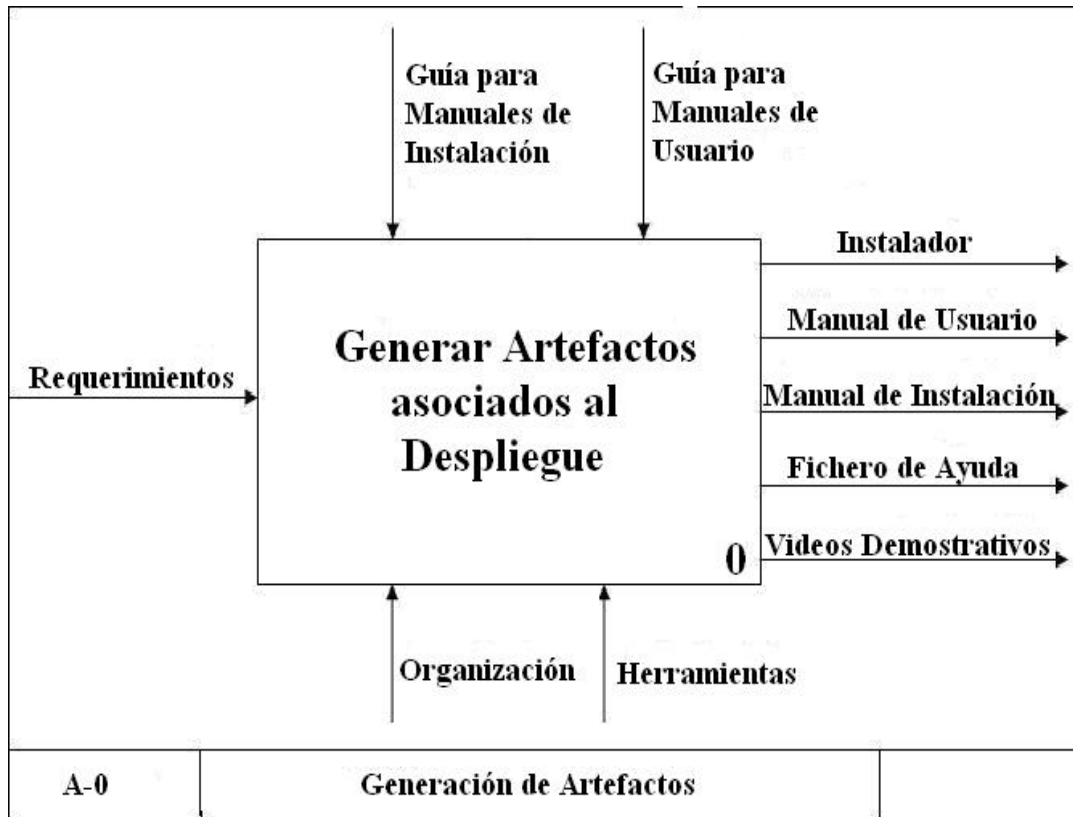 Guía para
Manuales de
Instalación
Guía para
Manuales de
Usuario
Instalador
Manual de Usuario
Manual de Instalación
Fichero de Ayuda
Videos Demostrativos
Requerimientos
Generar Artefactos
asociados al
Despliegue
0
Organización
Herramientas
A-0
Generación de Artefactos